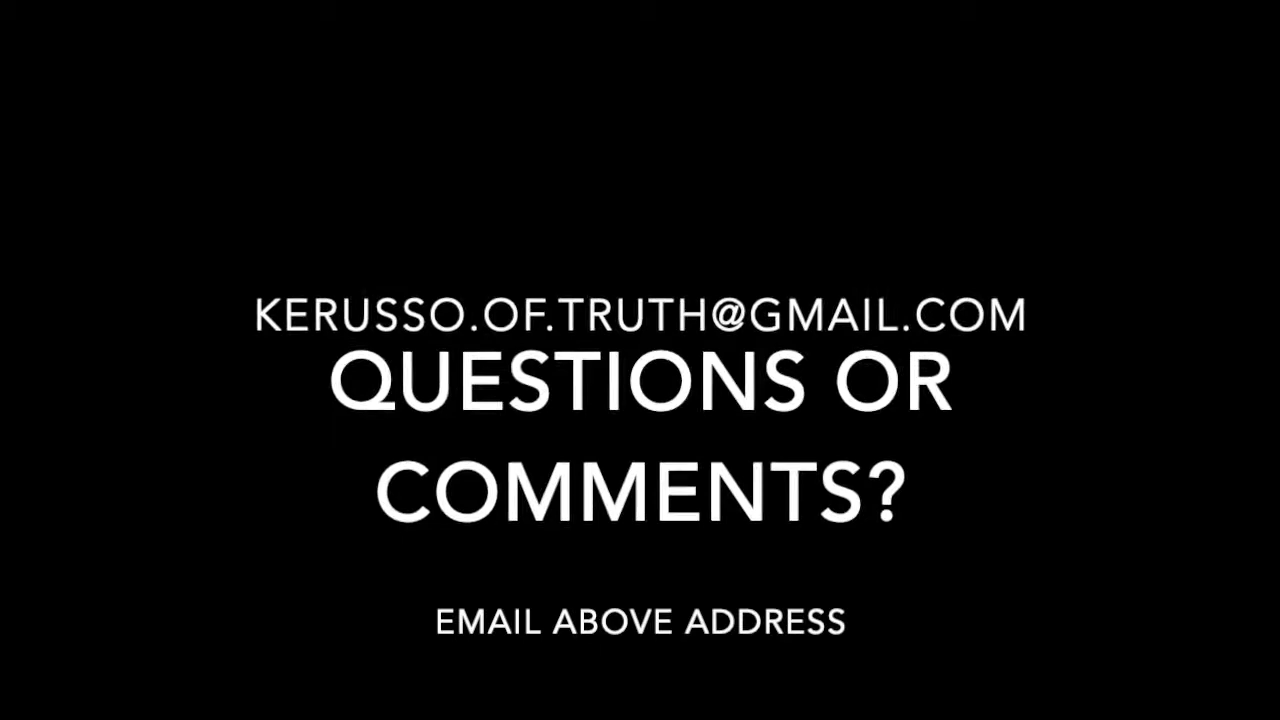 KERUSSO.OF.TRUTH@GMAIL.COM
QUESTIONS OR
COMMENTS?
EMAIL ABOVE ADDRESS